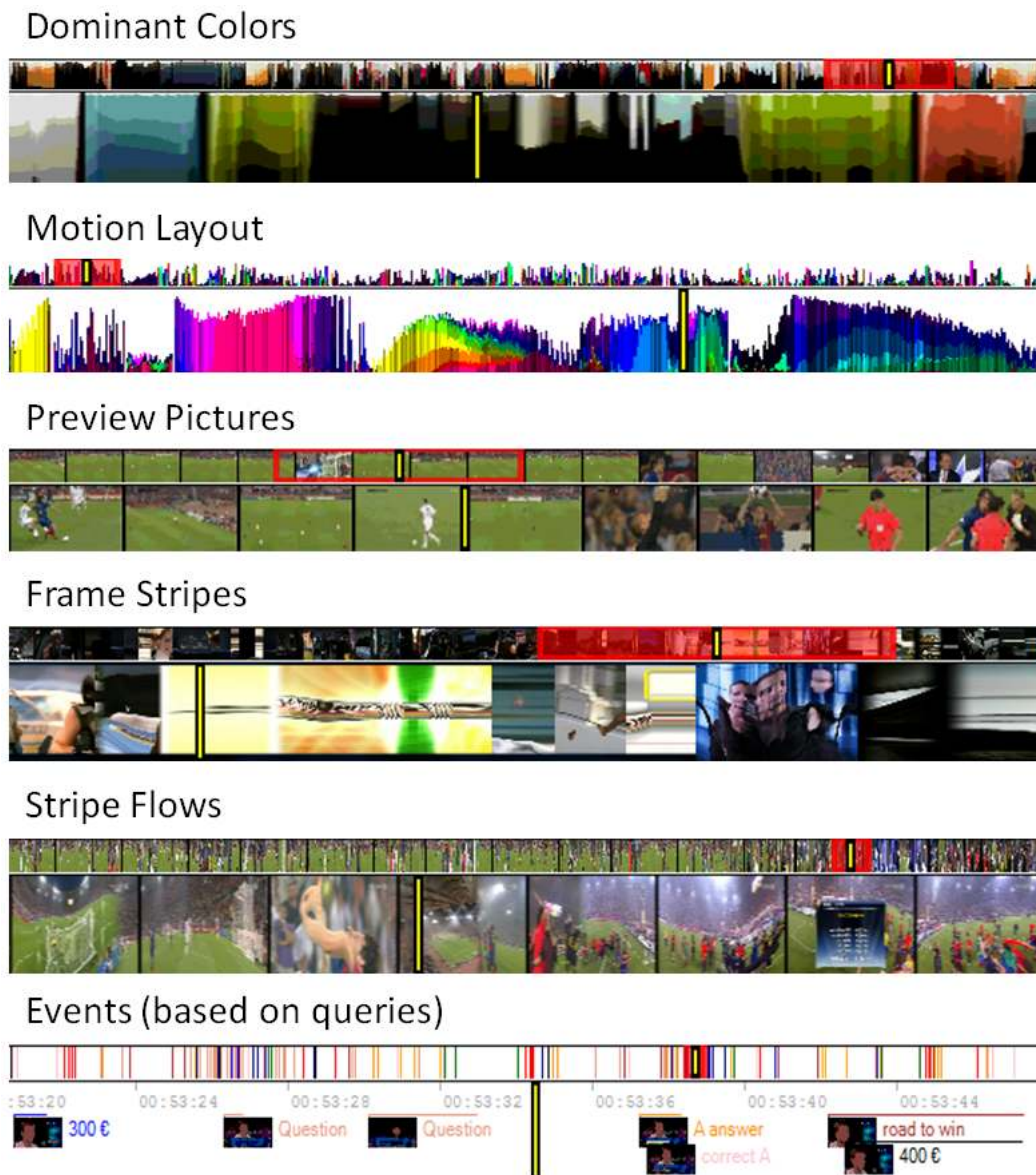 Dominant Colors
Motion Layout
Preview Pictures
Frame Stripes
Stripe Flows
Events (based on queries)
:53:20 00:53:24 00:53:28 00:53:32 00:53:36 00:53:40 00:53:44
300 € Question Question A answer road to win
correct A 400 €